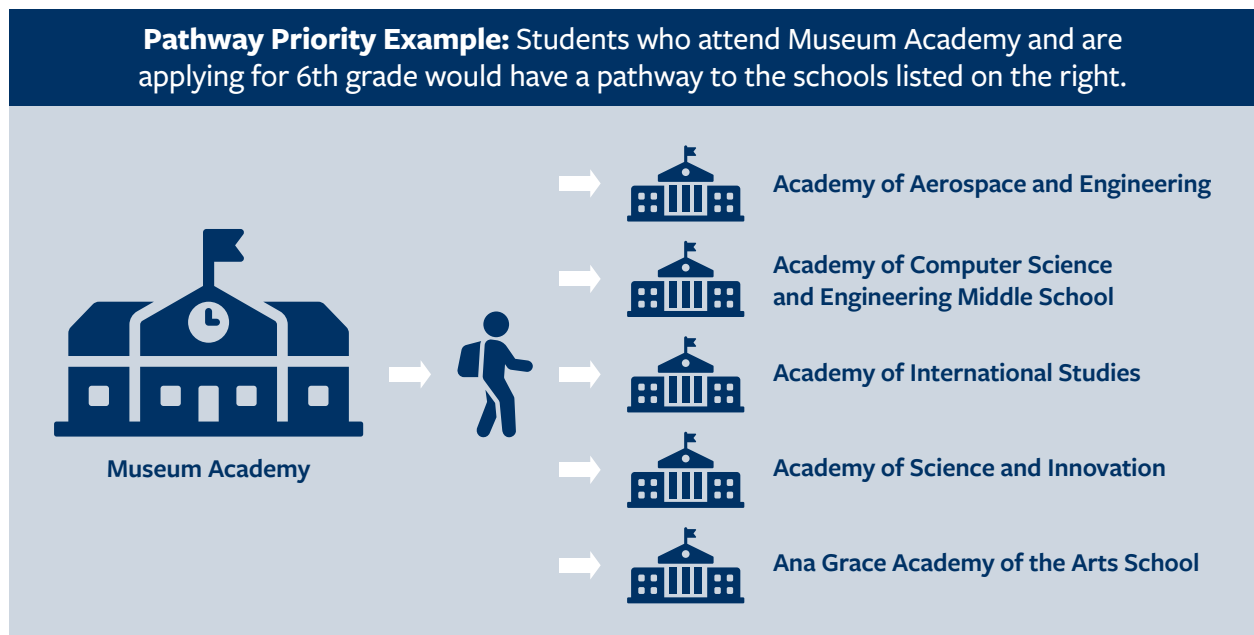 Pathway Priority Example: Students who attend Museum Academy and are
applying for 6th grade would have a pathway to the schools listed on the right.
Museum Academy
Academy of Aerospace and Engineering
Academy of Computer Science
and Engineering Middle School
Academy of International Studies
Academy of Science and Innovation
Ana Grace Academy of the Arts School